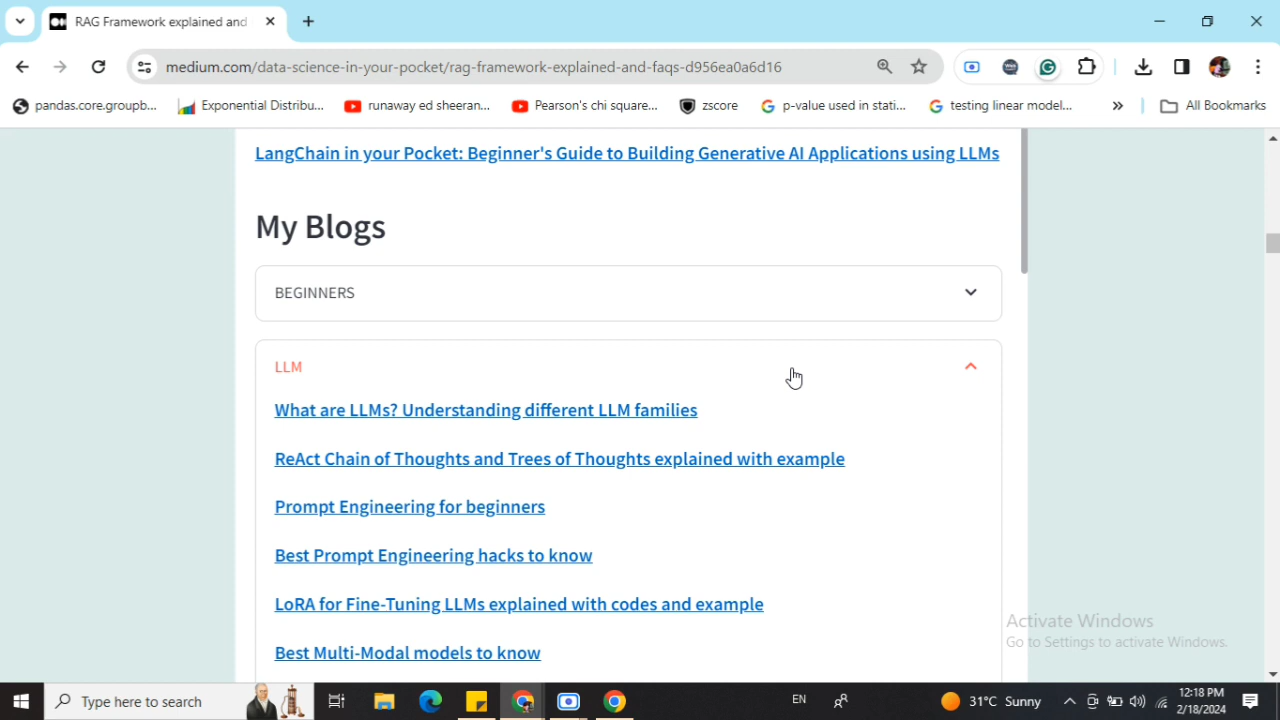 RAG Framework explained and
medium.com/data-science-in-your-pocket/rag-framework-explained-and-faqs-d956ea0a6d16
pandas.core.groupb... Exponential Distribu... runaway ed sheeran... Pearson's chi square... zscore p-value used in stati... testing linear model... » All Bookmarks
LangChain in your Pocket: Beginner's Guide to Building Generative AI Applications using LLMs
My Blogs
BEGINNERS
LLM
What are LLMs? Understanding different LLM families
ReAct Chain of Thoughts and Trees of Thoughts explained with example
Prompt Engineering for beginners
Best Prompt Engineering hacks to know
LoRA for Fine-Tuning LLMs explained with codes and example
Best Multi-Modal models to know
Activate Windows
Go to Settings to activate Windows.
Type here to search
EN
31°C Sunny
12:18 PM
2/18/2024